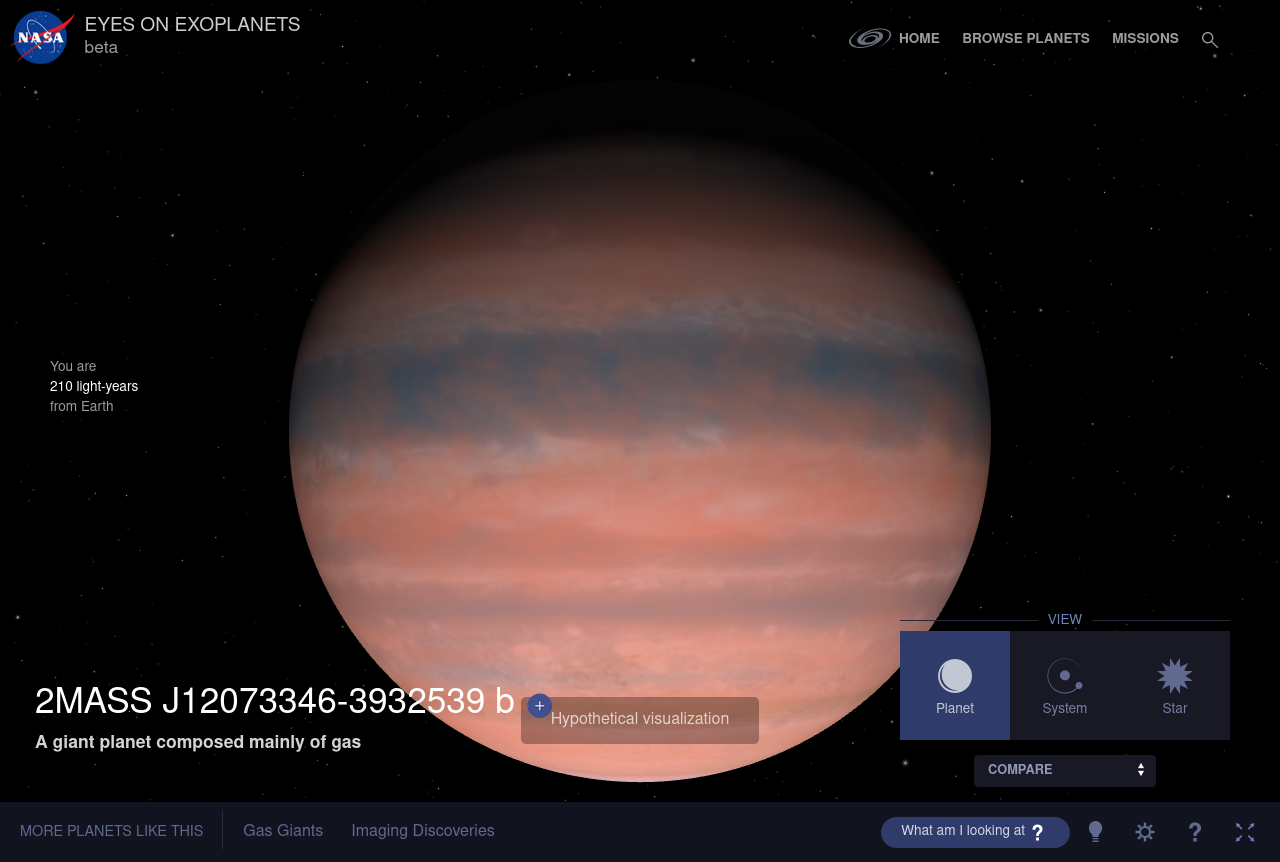 NASA
EYES ON EXOPLANETS
beta
HOME
BROWSE PLANETS
MISSIONS
You are
210 light-years
from Earth
VIEW
Planet
System
Star
2MASS J12073346-3932539 b
+
Hypothetical visualization
A giant planet composed mainly of gas
COMPARE
MORE PLANETS LIKE THIS
Gas Giants
Imaging Discoveries
What am I looking at ?
?